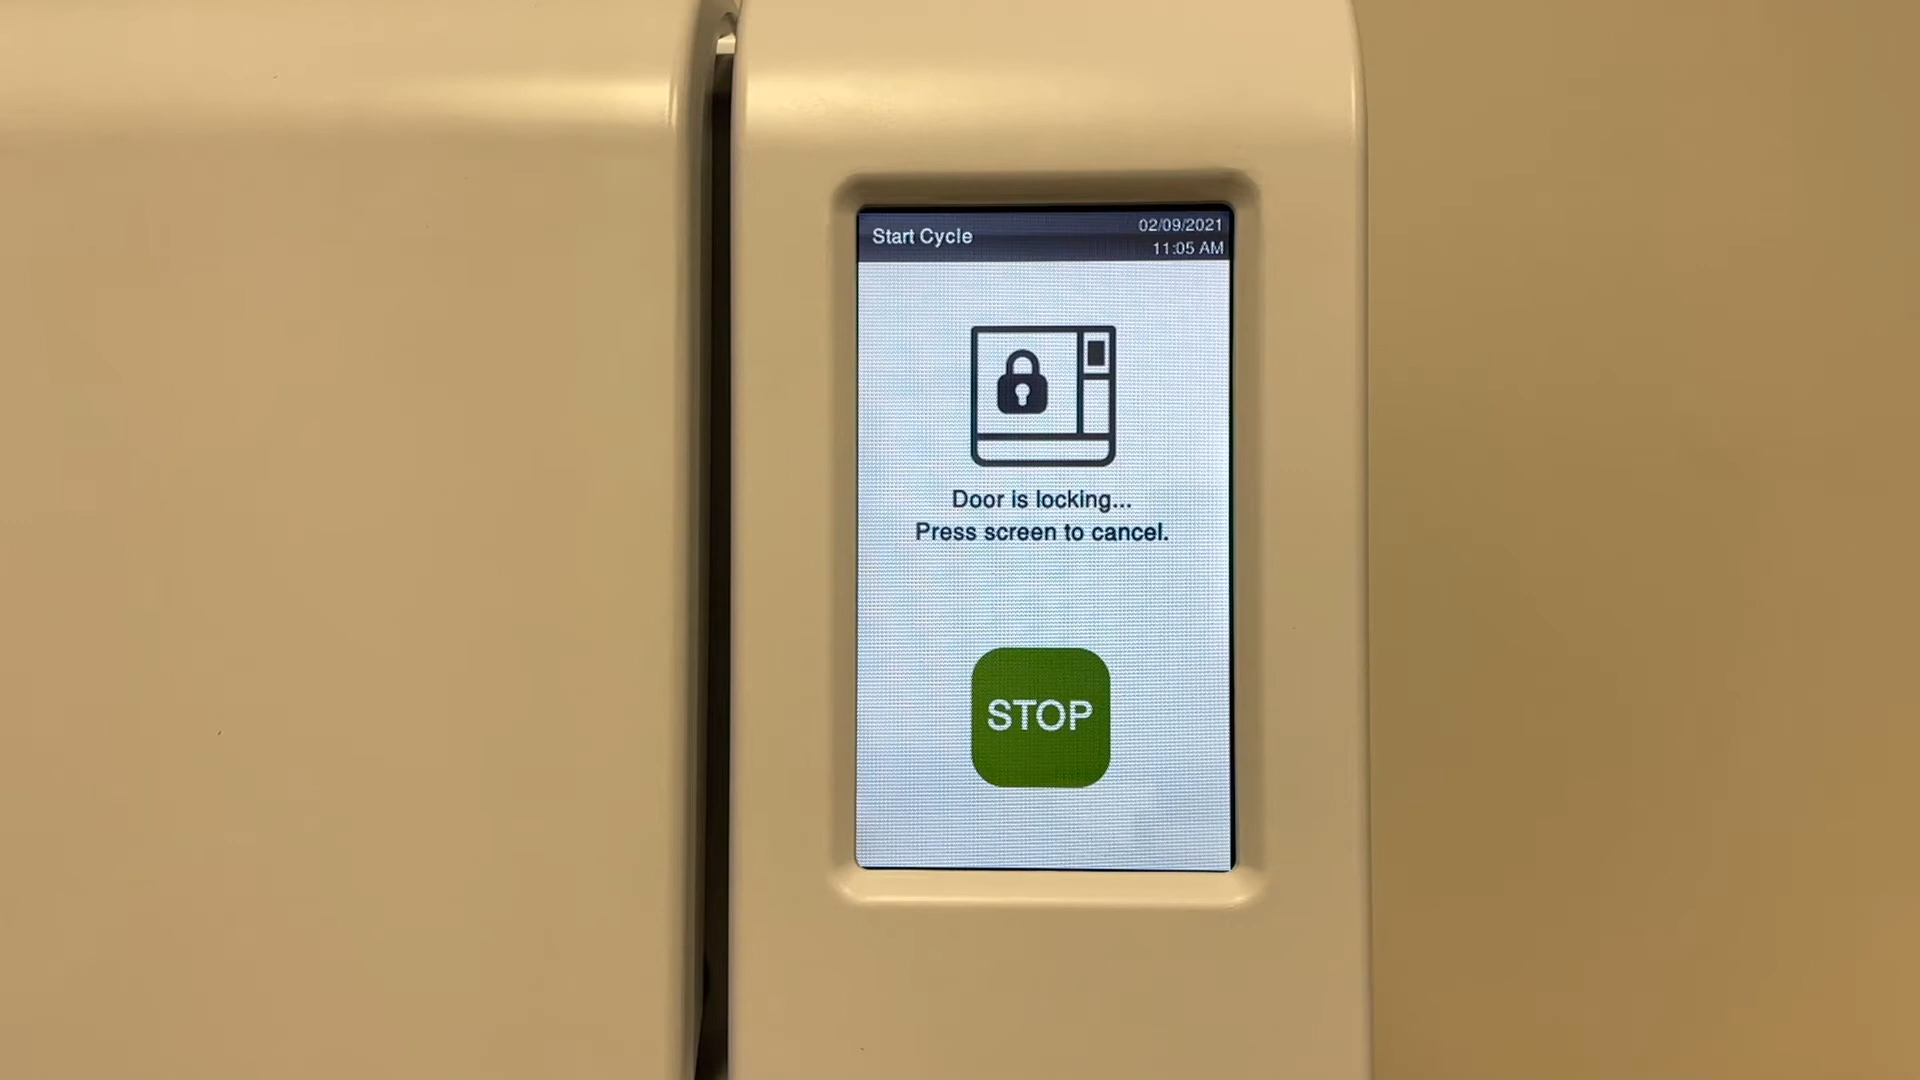 Start Cycle
02/09/2021
11:05 AM
Door is locking...
Press screen to cancel.
STOP